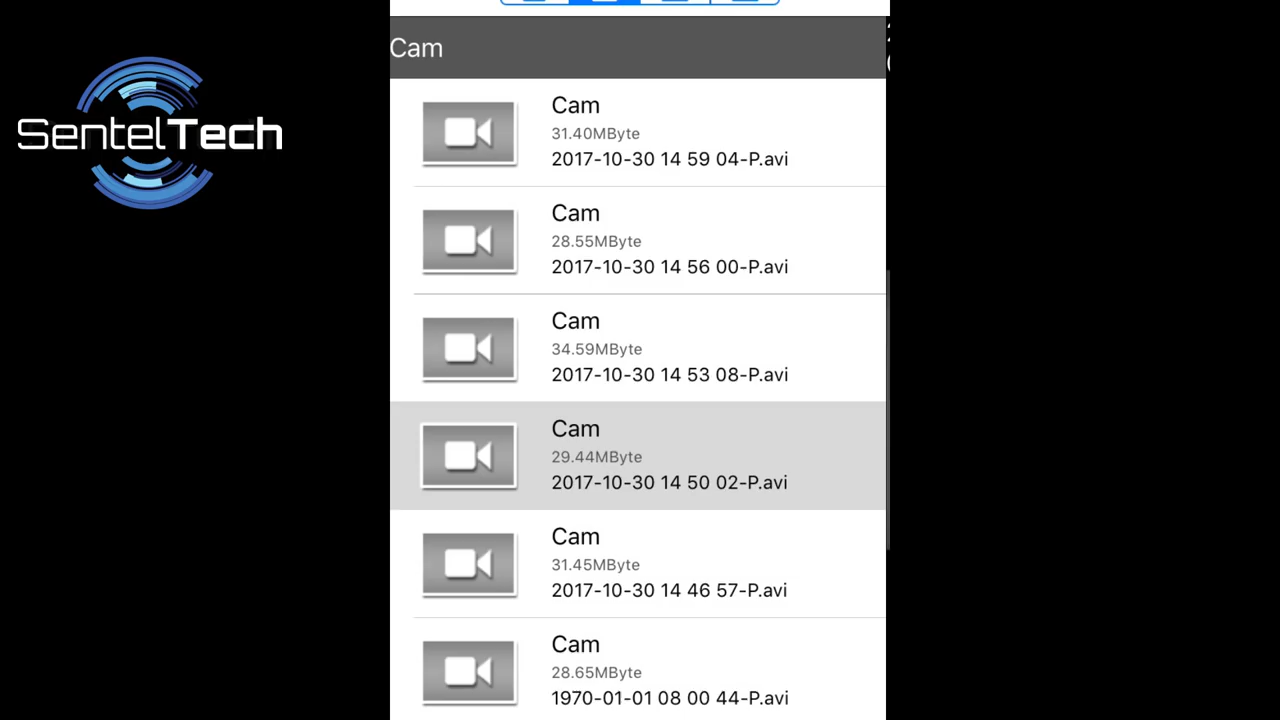 SentelTech
Cam
Cam
31.40MByte
2017-10-30 14 59 04-P.avi
Cam
28.55MByte
2017-10-30 14 56 00-P.avi
Cam
34.59MByte
2017-10-30 14 53 08-P.avi
Cam
29.44MByte
2017-10-30 14 50 02-P.avi
Cam
31.45MByte
2017-10-30 14 46 57-P.avi
Cam
28.65MByte
1970-01-01 08 00 44-P.avi